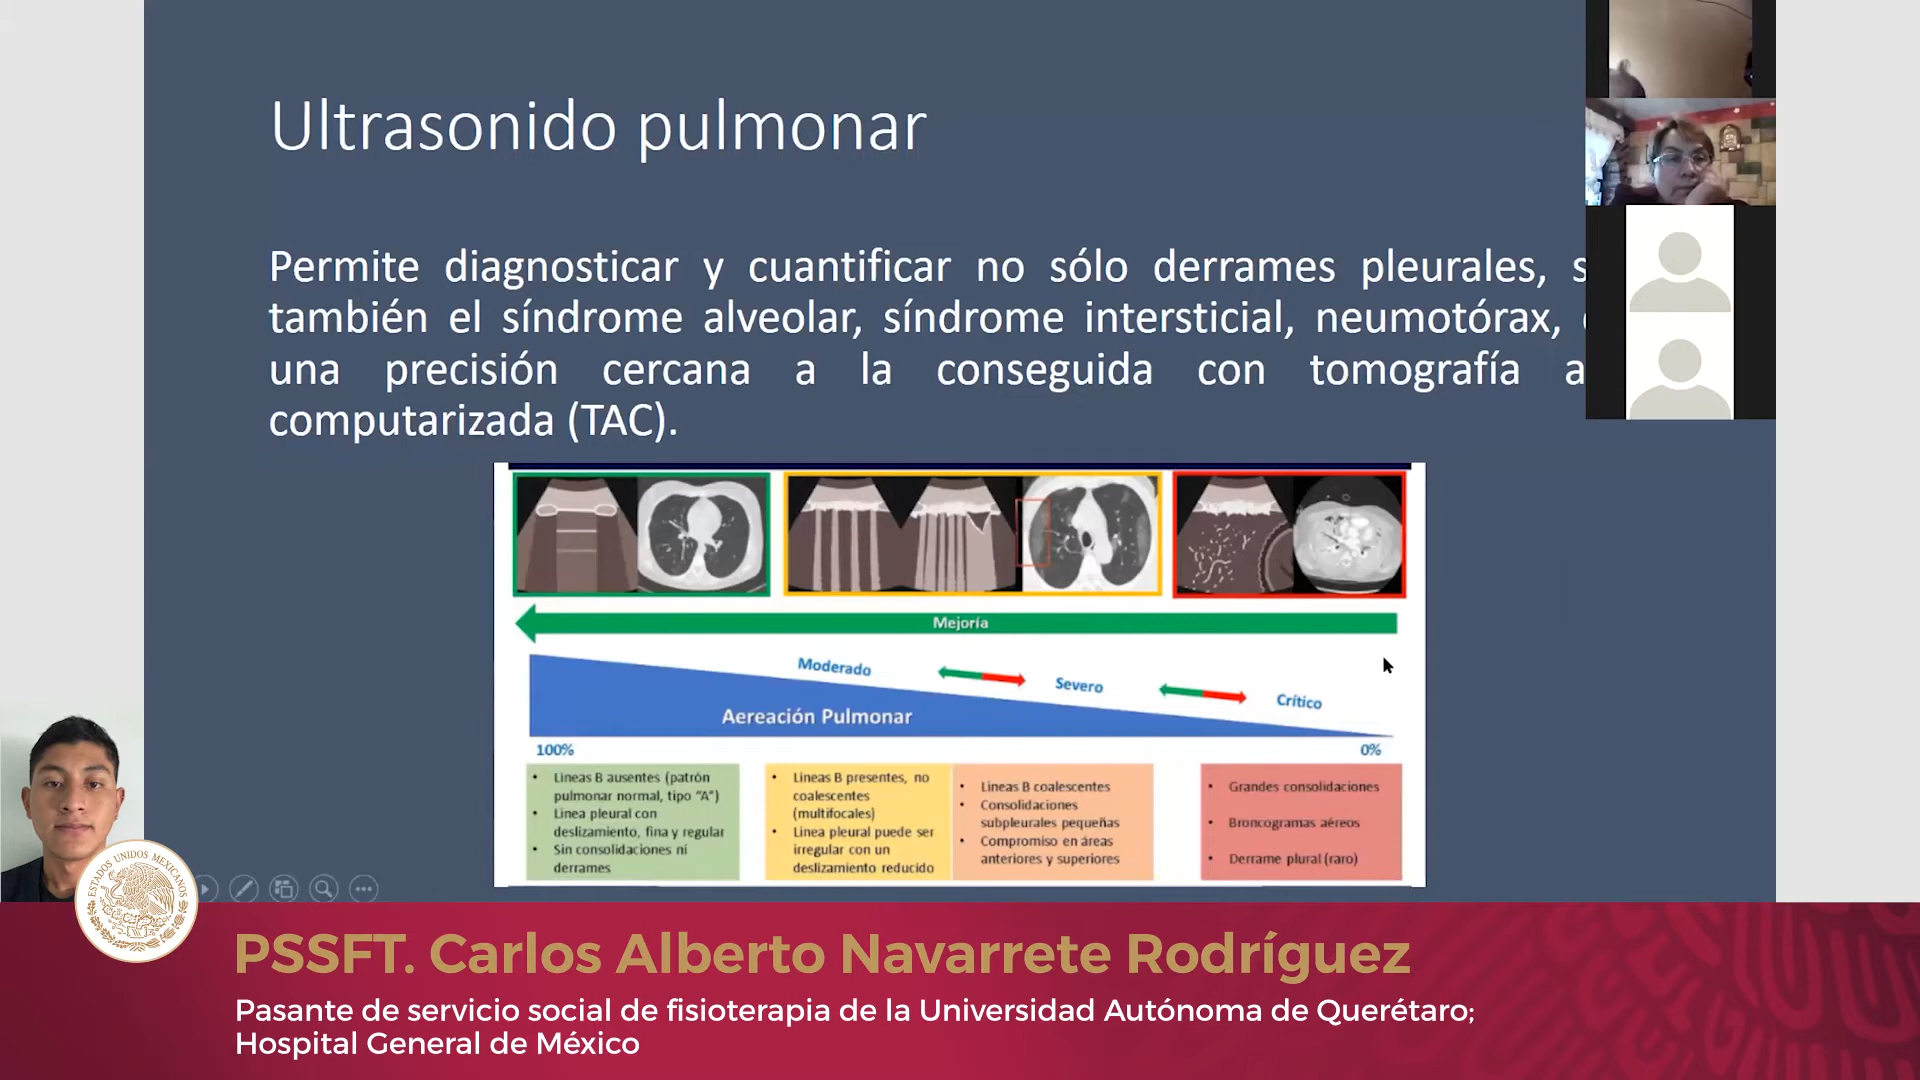 Ultrasonido pulmonar
Permite diagnosticar y cuantificar no sólo derrames pleurales, s
también el síndrome alveolar, síndrome intersticial, neumotórax,
una precisión cercana a la conseguida con tomografía a
computarizada (TAC).
Mejoría
Moderado
Severo
Crítico
Aereación Pulmonar
100%
0%
• Lineas B ausentes (patrón
pulmonar normal, tipo "A")
• Linea pleural con
deslizamiento, fina y regular
• Sin consolidaciones ni
derrames
• Lineas B presentes, no
coalescentes
(multifocales)
• Linea pleural puede ser
irregular con un
deslizamiento reducido
• Lineas B coalescentes
• Consolidaciones
subpleurales pequeñas
• Compromiso en áreas
anteriores y superiores
• Grandes consolidaciones
• Broncogramas aéreos
• Derrame plural (raro)
ESTADOS UNIDOS MEXICANOS
PSSFT. Carlos Alberto Navarrete Rodríguez
Pasante de servicio social de fisioterapia de la Universidad Autónoma de Querétaro;
Hospital General de México